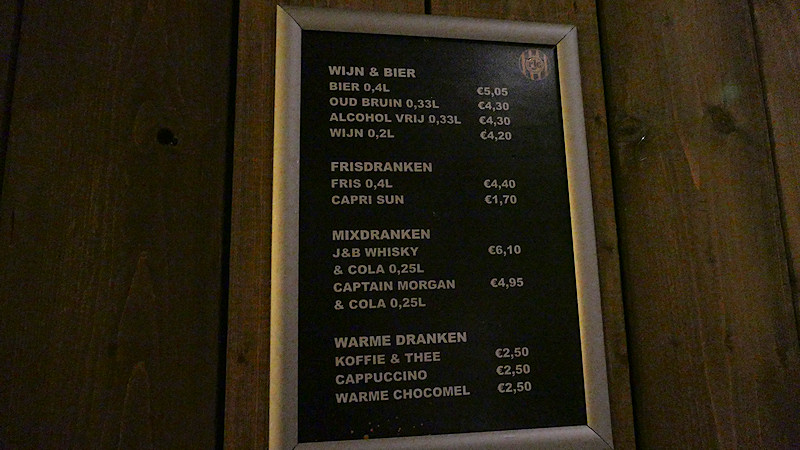 WIJN & BIER
BIER 0,4L €5,05
OUD BRUIN 0,33L €4,30
ALCOHOL VRIJ 0,33L €4,30
WIJN 0,2L €4,20
FRISDRANKEN
FRIS 0,4L €4,40
CAPRI SUN €1,70
MIXDRANKEN
J&B WHISKY €6,10
& COLA 0,25L
CAPTAIN MORGAN €4,95
& COLA 0,25L
WARME DRANKEN
KOFFIE & THEE €2,50
CAPPUCCINO €2,50
WARME CHOCOMEL €2,50